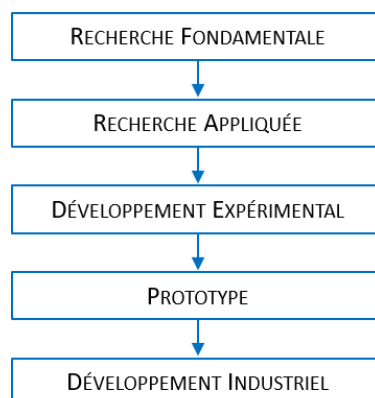 Recherche Fondamentale
Recherche Appliquée
Développement Expérimental
Prototype
Développement Industriel